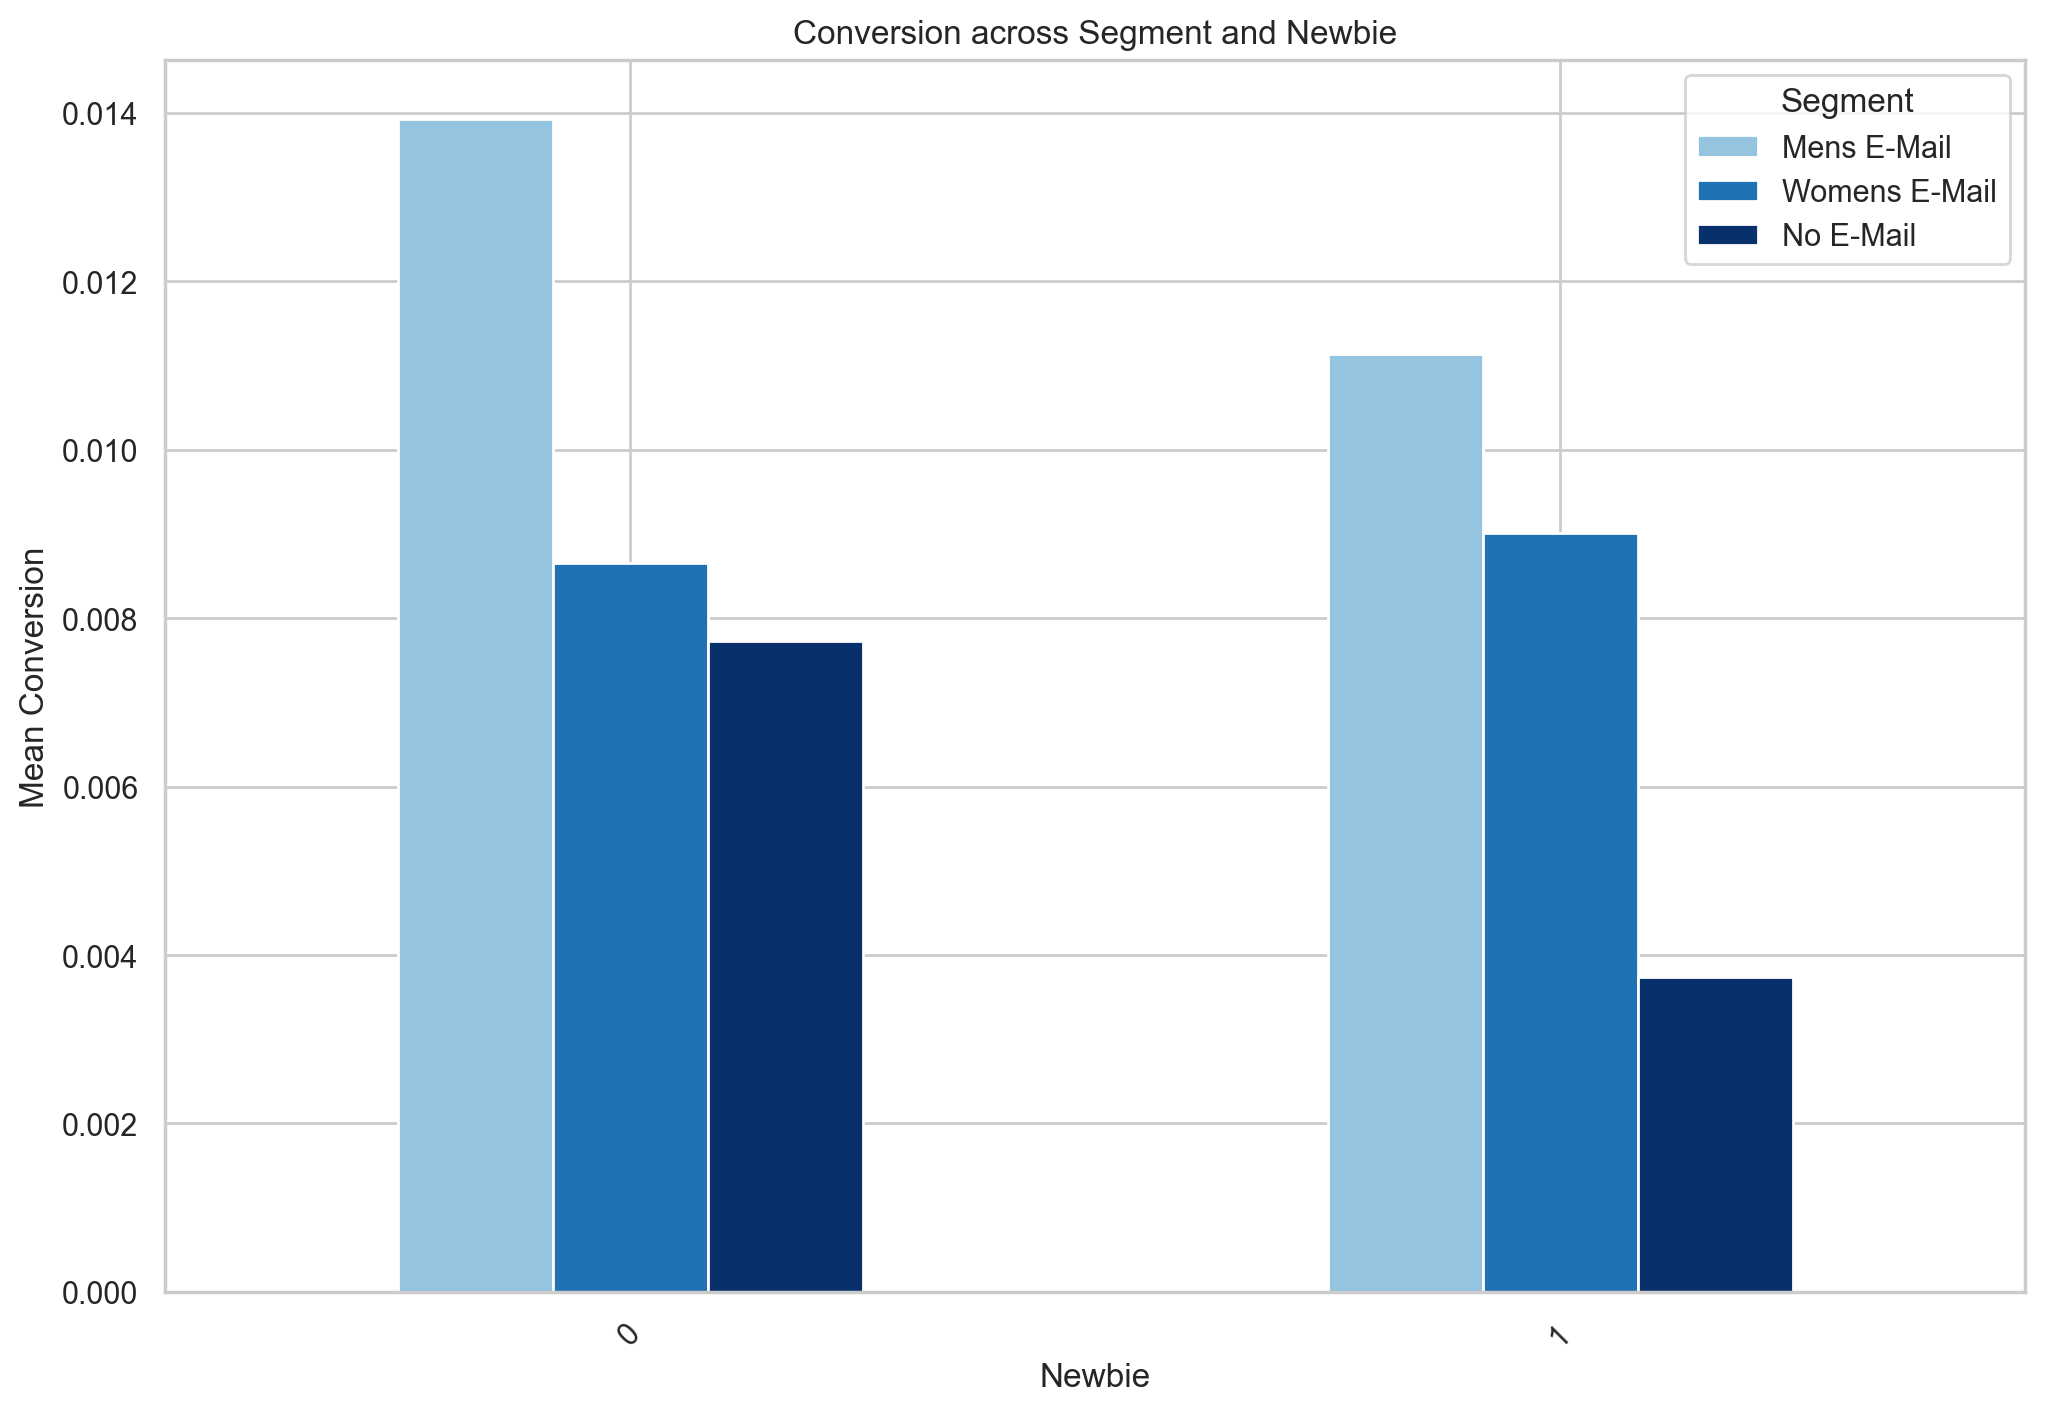 Conversion across Segment and Newbie
Segment
Mens E-Mail
Womens E-Mail
No E-Mail
Mean Conversion
0.014
0.012
0.010
0.008
0.006
0.004
0.002
0.000
0
1
Newbie